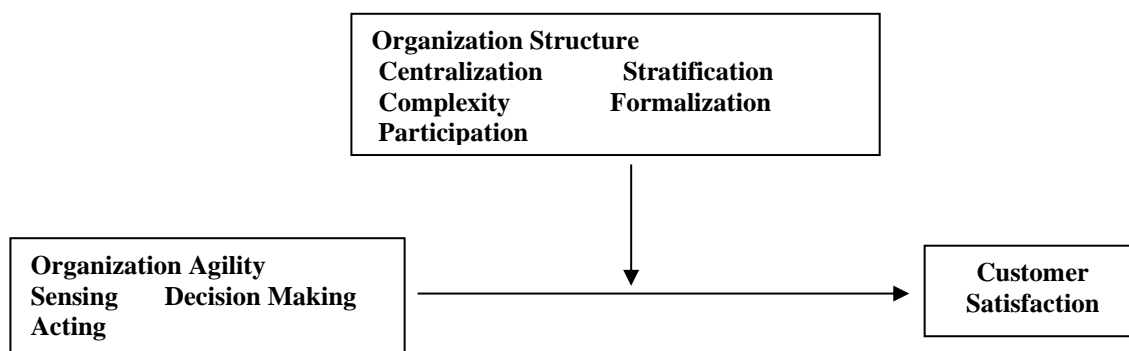 Organization Structure
Centralization Stratification
Complexity Formalization
Participation
Organization Agility
Sensing Decision Making
Acting
Customer
Satisfaction